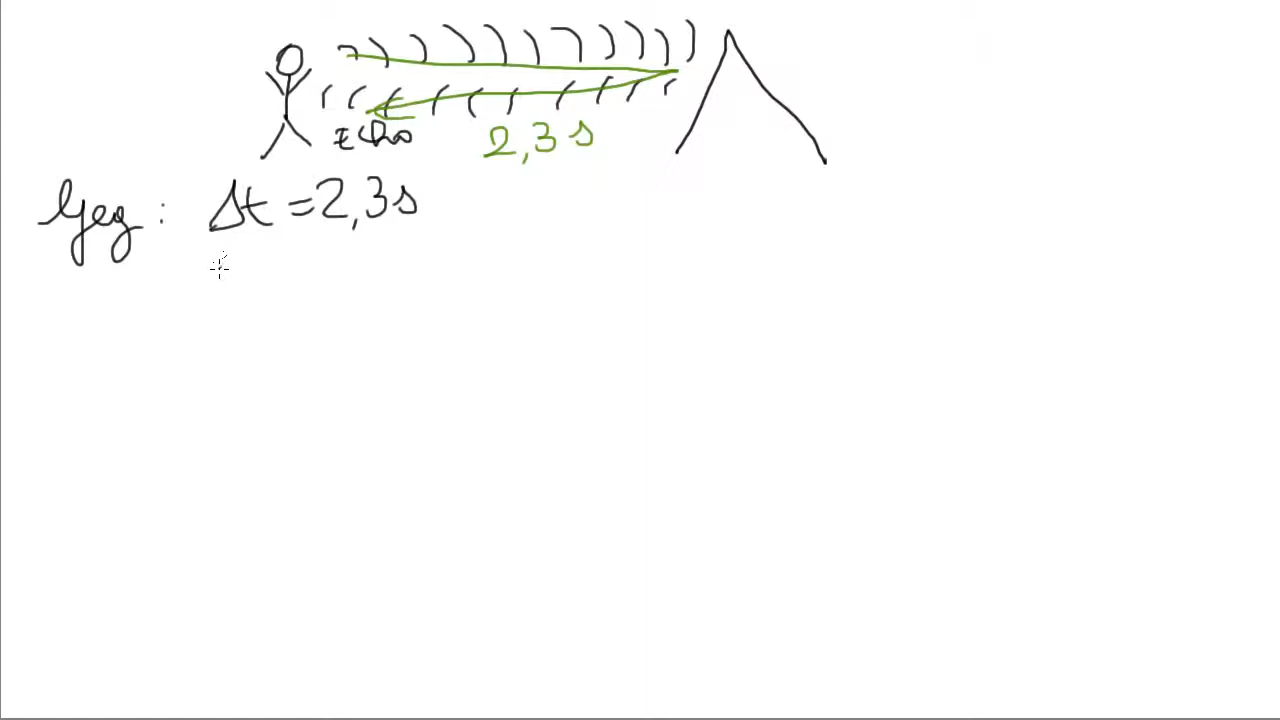 Echo 2,3 s
Geg: Δt = 2,3 s